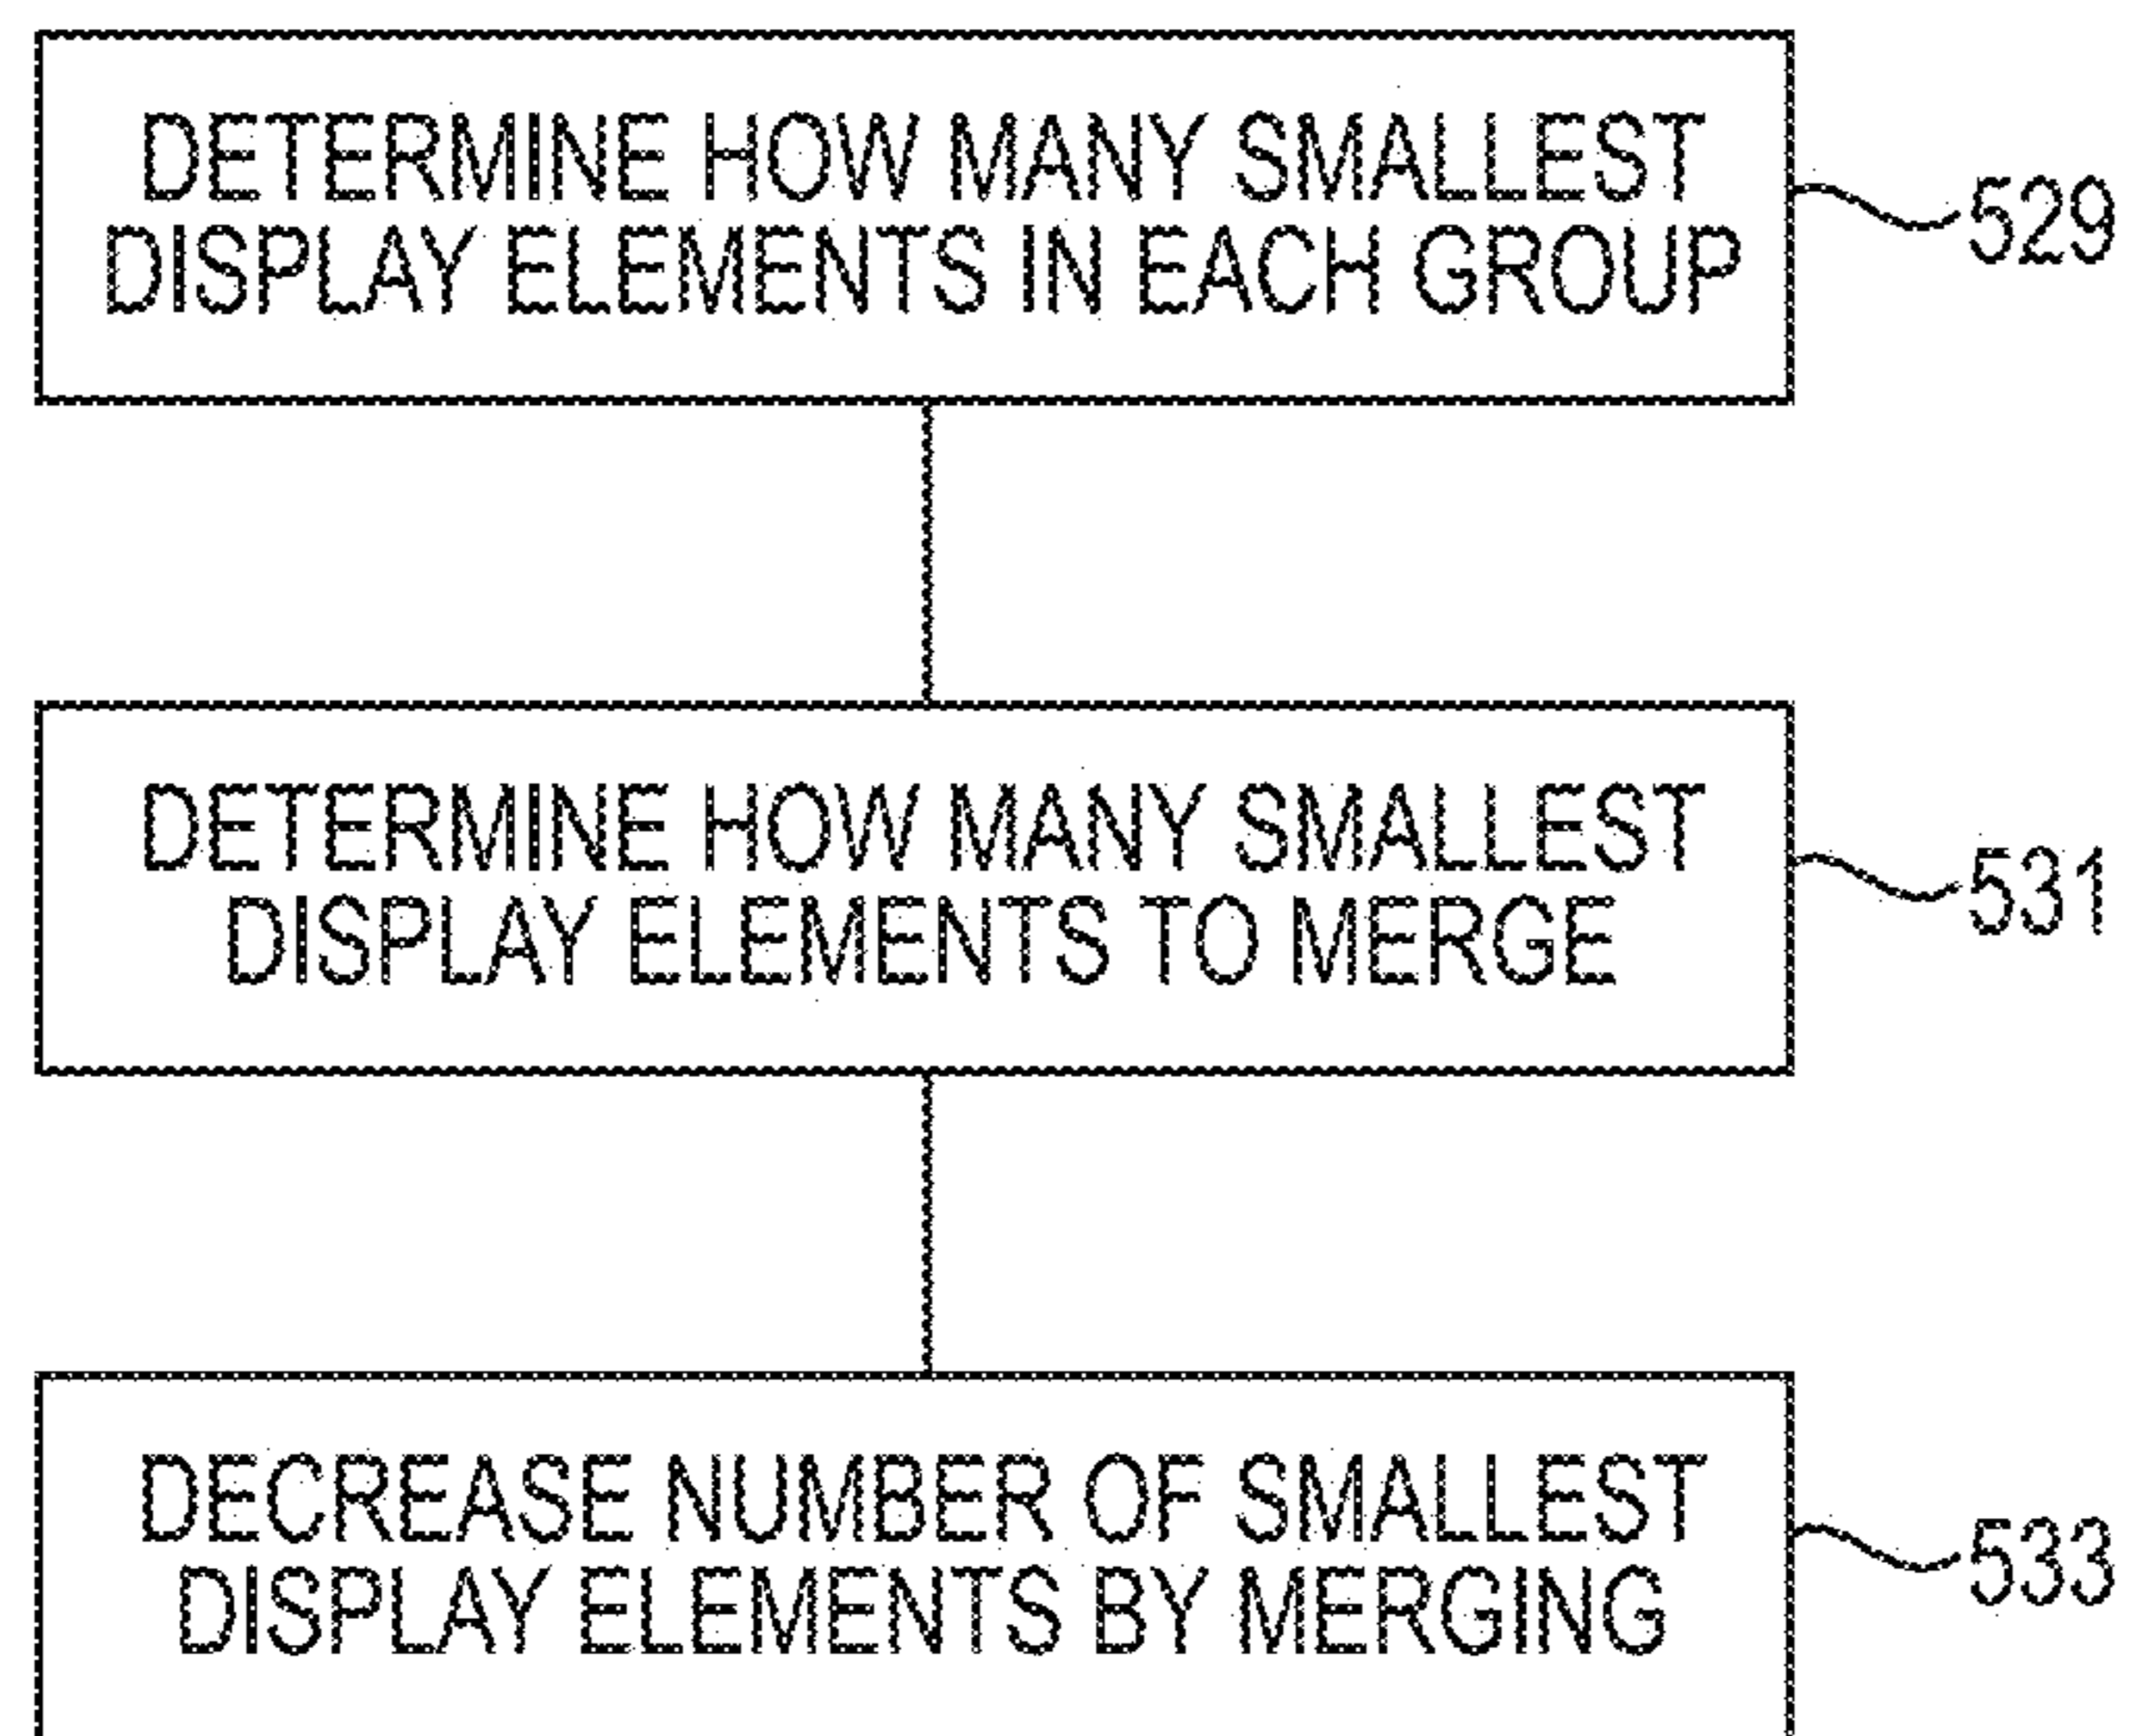 DETERMINE HOW MANY SMALLEST
DISPLAY ELEMENTS IN EACH GROUP
529
DETERMINE HOW MANY SMALLEST
DISPLAY ELEMENTS TO MERGE
531
DECREASE NUMBER OF SMALLEST
DISPLAY ELEMENTS BY MERGING
533